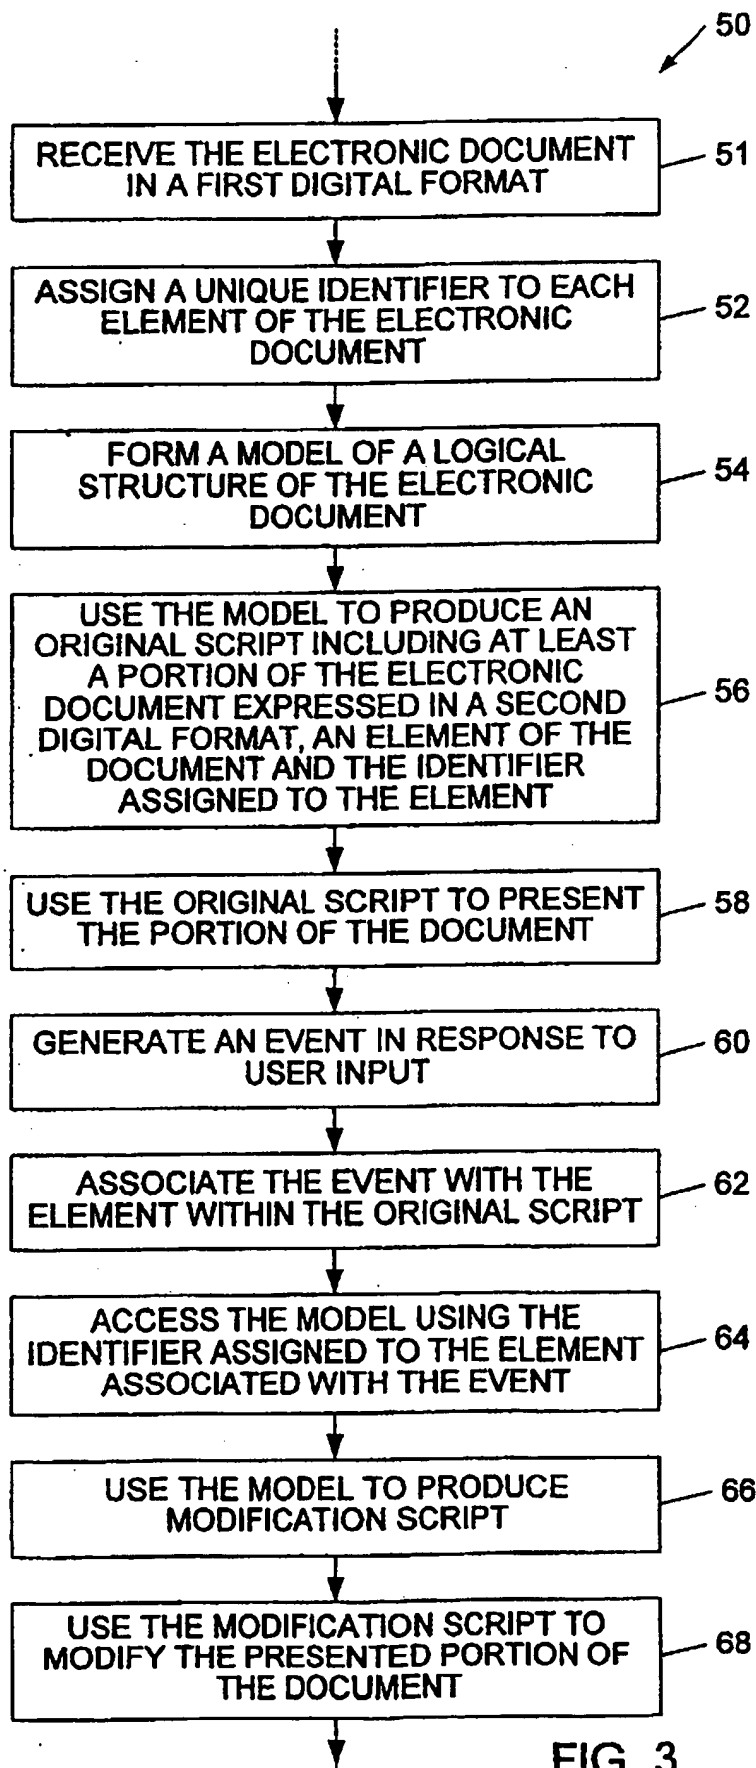 50
RECEIVE THE ELECTRONIC DOCUMENT
IN A FIRST DIGITAL FORMAT
51
ASSIGN A UNIQUE IDENTIFIER TO EACH
ELEMENT OF THE ELECTRONIC
DOCUMENT
52
FORM A MODEL OF A LOGICAL
STRUCTURE OF THE ELECTRONIC
DOCUMENT
54
USE THE MODEL TO PRODUCE AN
ORIGINAL SCRIPT INCLUDING AT LEAST
A PORTION OF THE ELECTRONIC
DOCUMENT EXPRESSED IN A SECOND
DIGITAL FORMAT, AN ELEMENT OF THE
DOCUMENT AND THE IDENTIFIER
ASSIGNED TO THE ELEMENT
56
USE THE ORIGINAL SCRIPT TO PRESENT
THE PORTION OF THE DOCUMENT
58
GENERATE AN EVENT IN RESPONSE TO
USER INPUT
60
ASSOCIATE THE EVENT WITH THE
ELEMENT WITHIN THE ORIGINAL SCRIPT
62
ACCESS THE MODEL USING THE
IDENTIFIER ASSIGNED TO THE ELEMENT
ASSOCIATED WITH THE EVENT
64
USE THE MODEL TO PRODUCE
MODIFICATION SCRIPT
66
USE THE MODIFICATION SCRIPT TO
MODIFY THE PRESENTED PORTION OF
THE DOCUMENT
68
FIG. 3